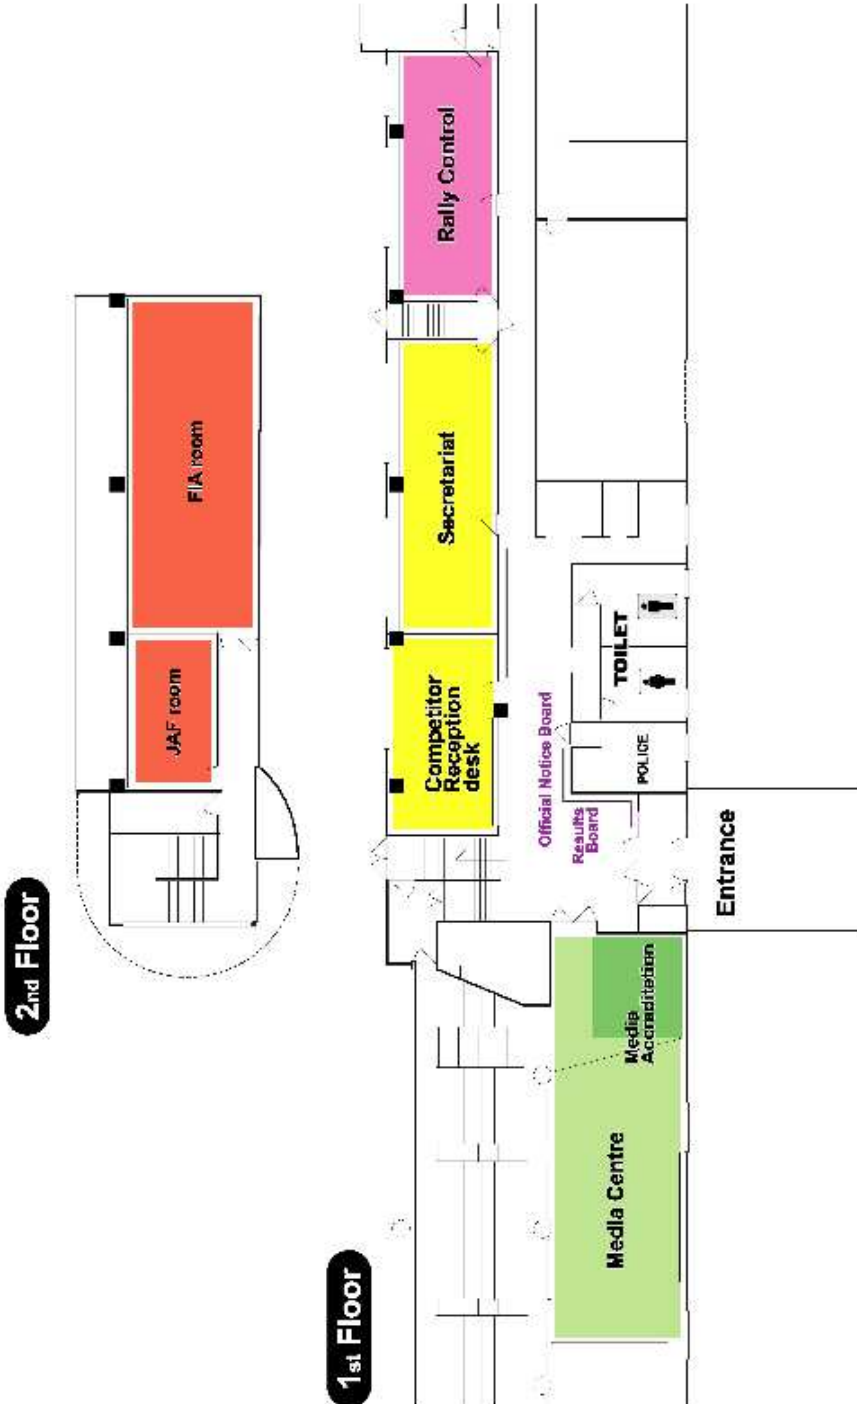 2nd Floor
JAF room
FIA room
1st Floor
Competitor
Reception
desk
Secretariat
Rally Control
Official Notice Board
Results
Board
POLICE
TOILET
Entrance
Media Centre
Media
Accreditation